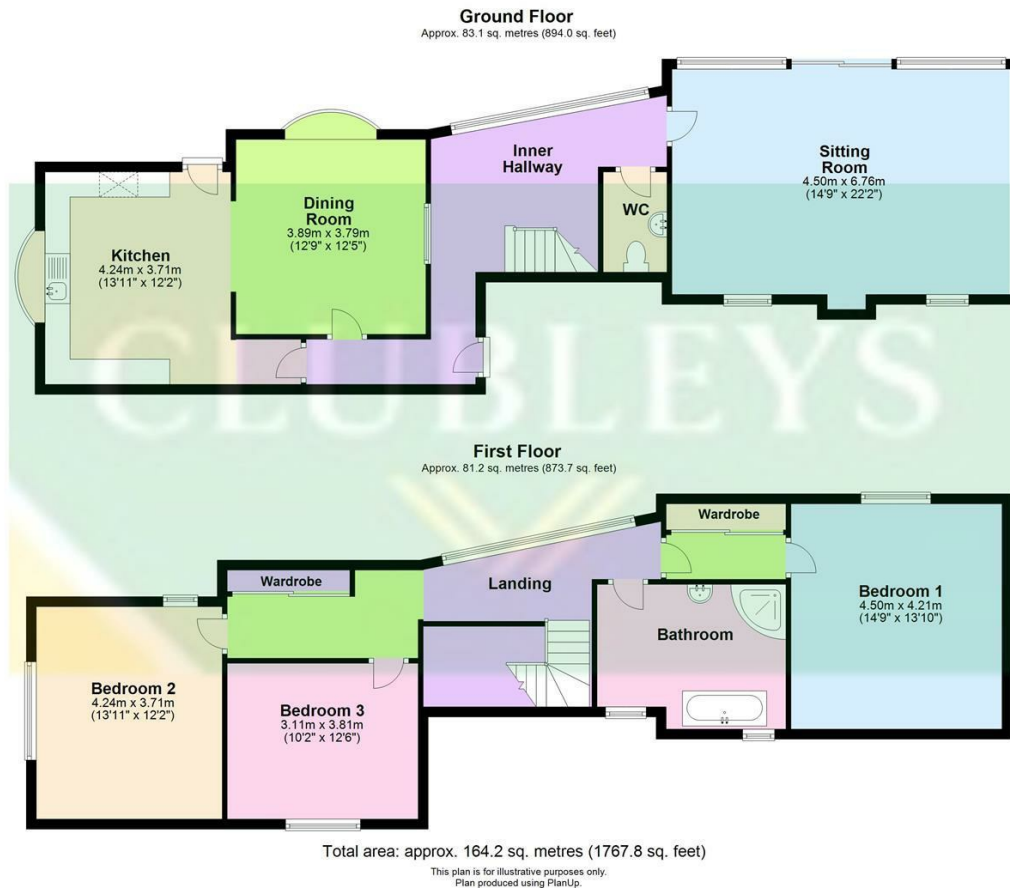 Ground Floor
Approx. 83.1 sq. metres (894.0 sq. feet)
Inner
Hallway
Sitting
Room
4.50m x 6.76m
(14'9" x 22'2")
WC
Dining
Room
3.89m x 3.79m
(12'9" x 12'5")
Kitchen
4.24m x 3.71m
(13'11" x 12'2")
CLUBLEYS
First Floor
Approx. 81.2 sq. metres (873.7 sq. feet)
Wardrobe
Wardrobe
Landing
Bedroom 1
4.50m x 4.21m
(14'9" x 13'10")
Bathroom
Bedroom 2
4.24m x 3.71m
(13'11" x 12'2")
Bedroom 3
3.11m x 3.81m
(10'2" x 12'6")
Total area: approx. 164.2 sq. metres (1767.8 sq. feet)
This plan is for illustrative purposes only.
Plan produced using PlanUp.